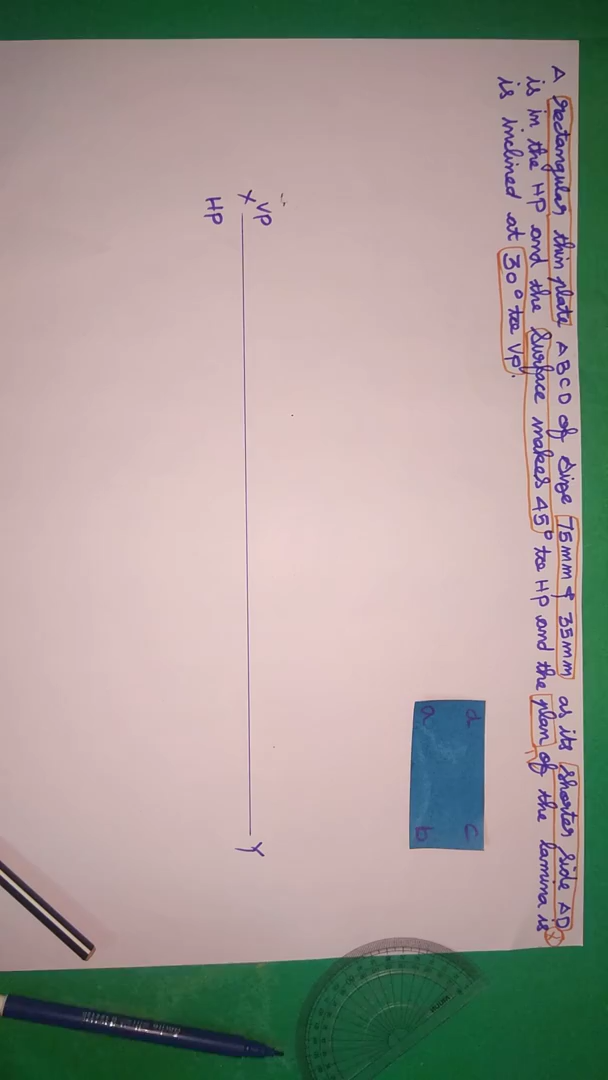 A rectangular thin plate ABCD of size 75mm & 35mm as its shorter side AD
is in the HP and the surface makes 45° to HP and the plan of the lamina is
is inclined at 30° to VP.
VP
X Y
HP
d c
a b